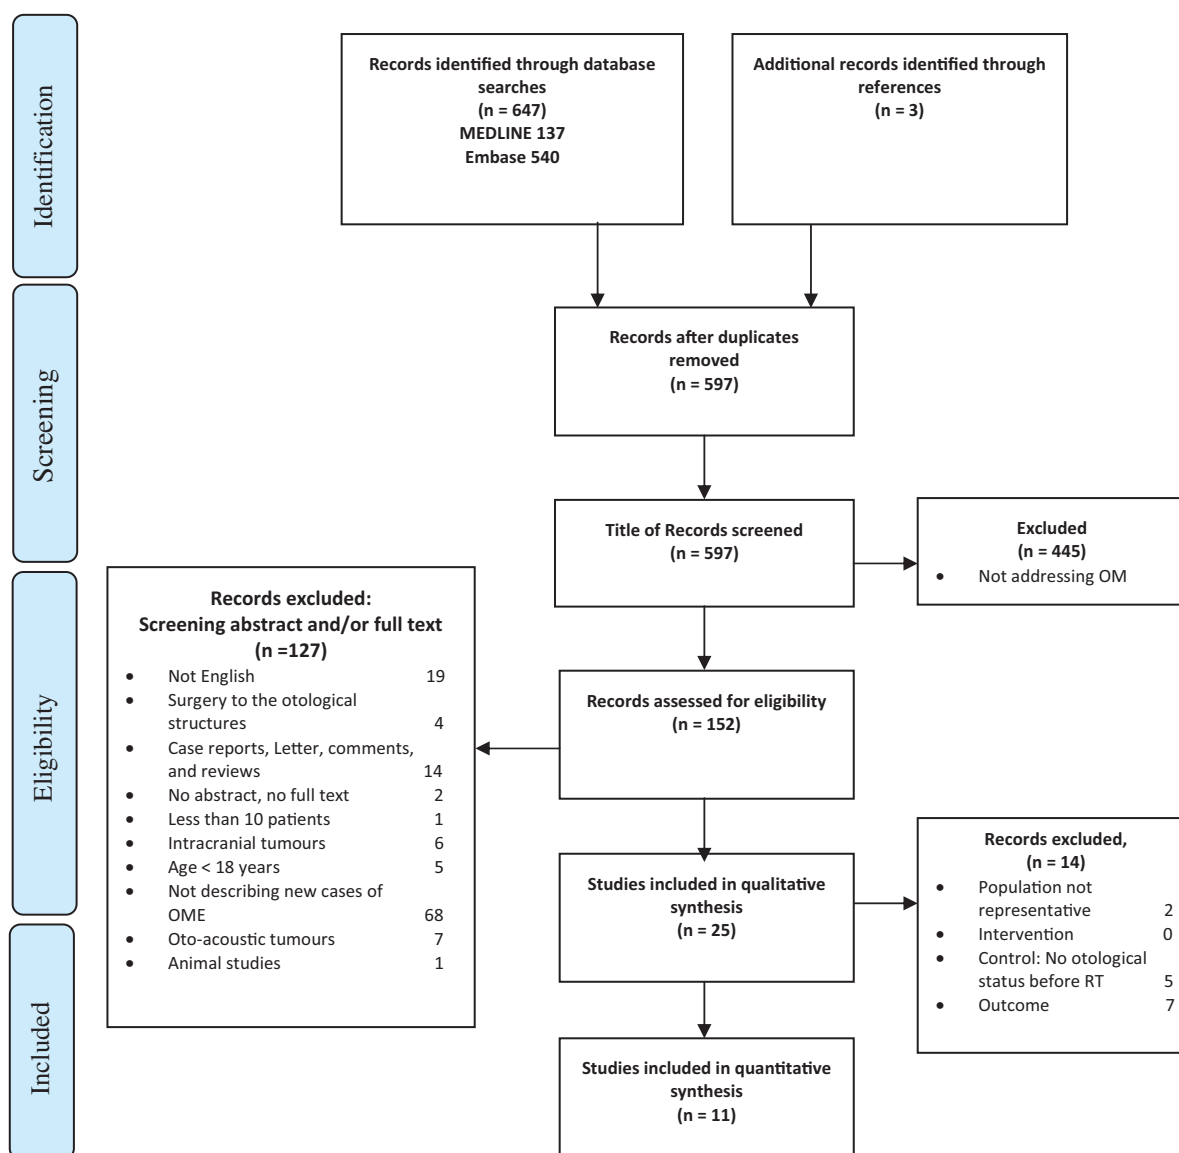 Identification
Records identified through database
searches
(n = 647)
MEDLINE 137
Embase 540
Additional records identified through
references
(n = 3)
Screening
Records after duplicates
removed
(n = 597)
Title of Records screened
(n = 597)
Excluded
(n = 445)
• Not addressing OM
Eligibility
Records excluded:
Screening abstract and/or full text
(n =127)
• Not English 19
• Surgery to the otological
structures 4
• Case reports, Letter, comments,
and reviews 14
• No abstract, no full text 2
• Less than 10 patients 1
• Intracranial tumours 6
• Age < 18 years 5
• Not describing new cases of
OME 68
• Oto-acoustic tumours 7
• Animal studies 1
Records assessed for eligibility
(n = 152)
Studies included in qualitative
synthesis
(n = 25)
Records excluded,
(n = 14)
• Population not
representative 2
• Intervention 0
• Control: No otological
status before RT 5
• Outcome 7
Included
Studies included in quantitative
synthesis
(n = 11)